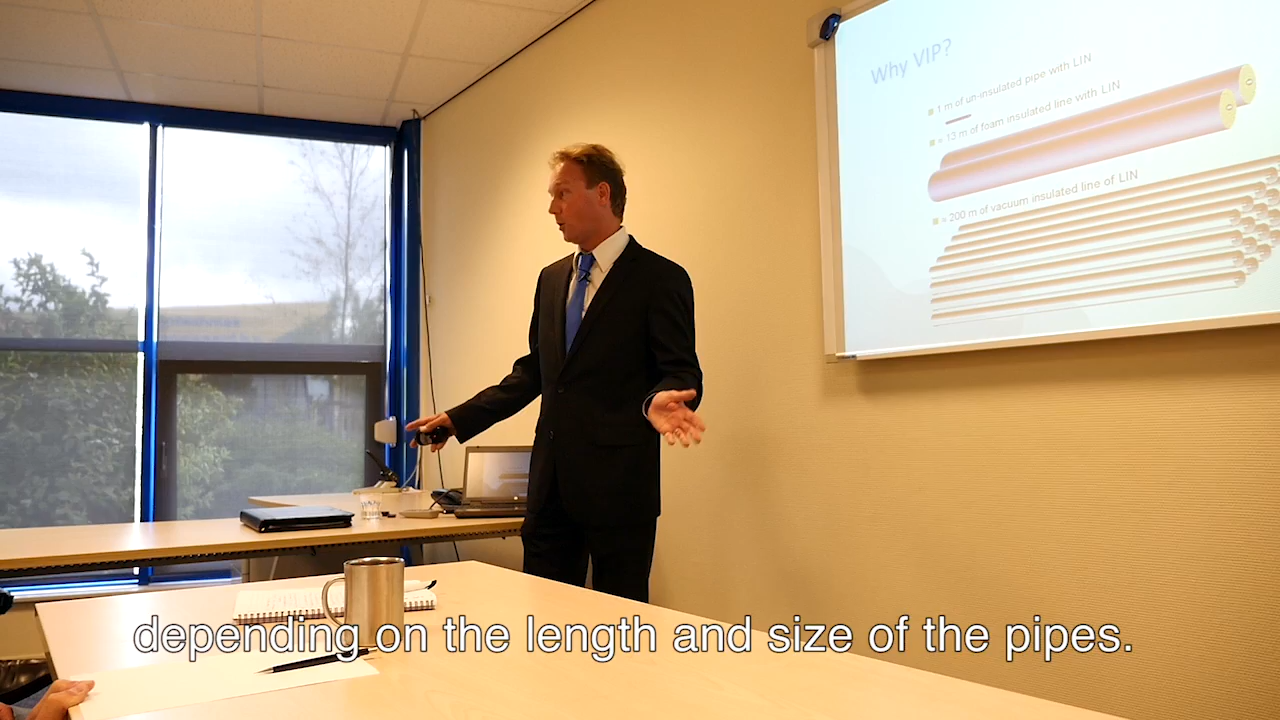 Why VIP?
1 m of un-insulated pipe with LIN
≈ 13 m of foam insulated line with LIN
≈ 200 m of vacuum insulated line of LIN
depending on the length and size of the pipes.